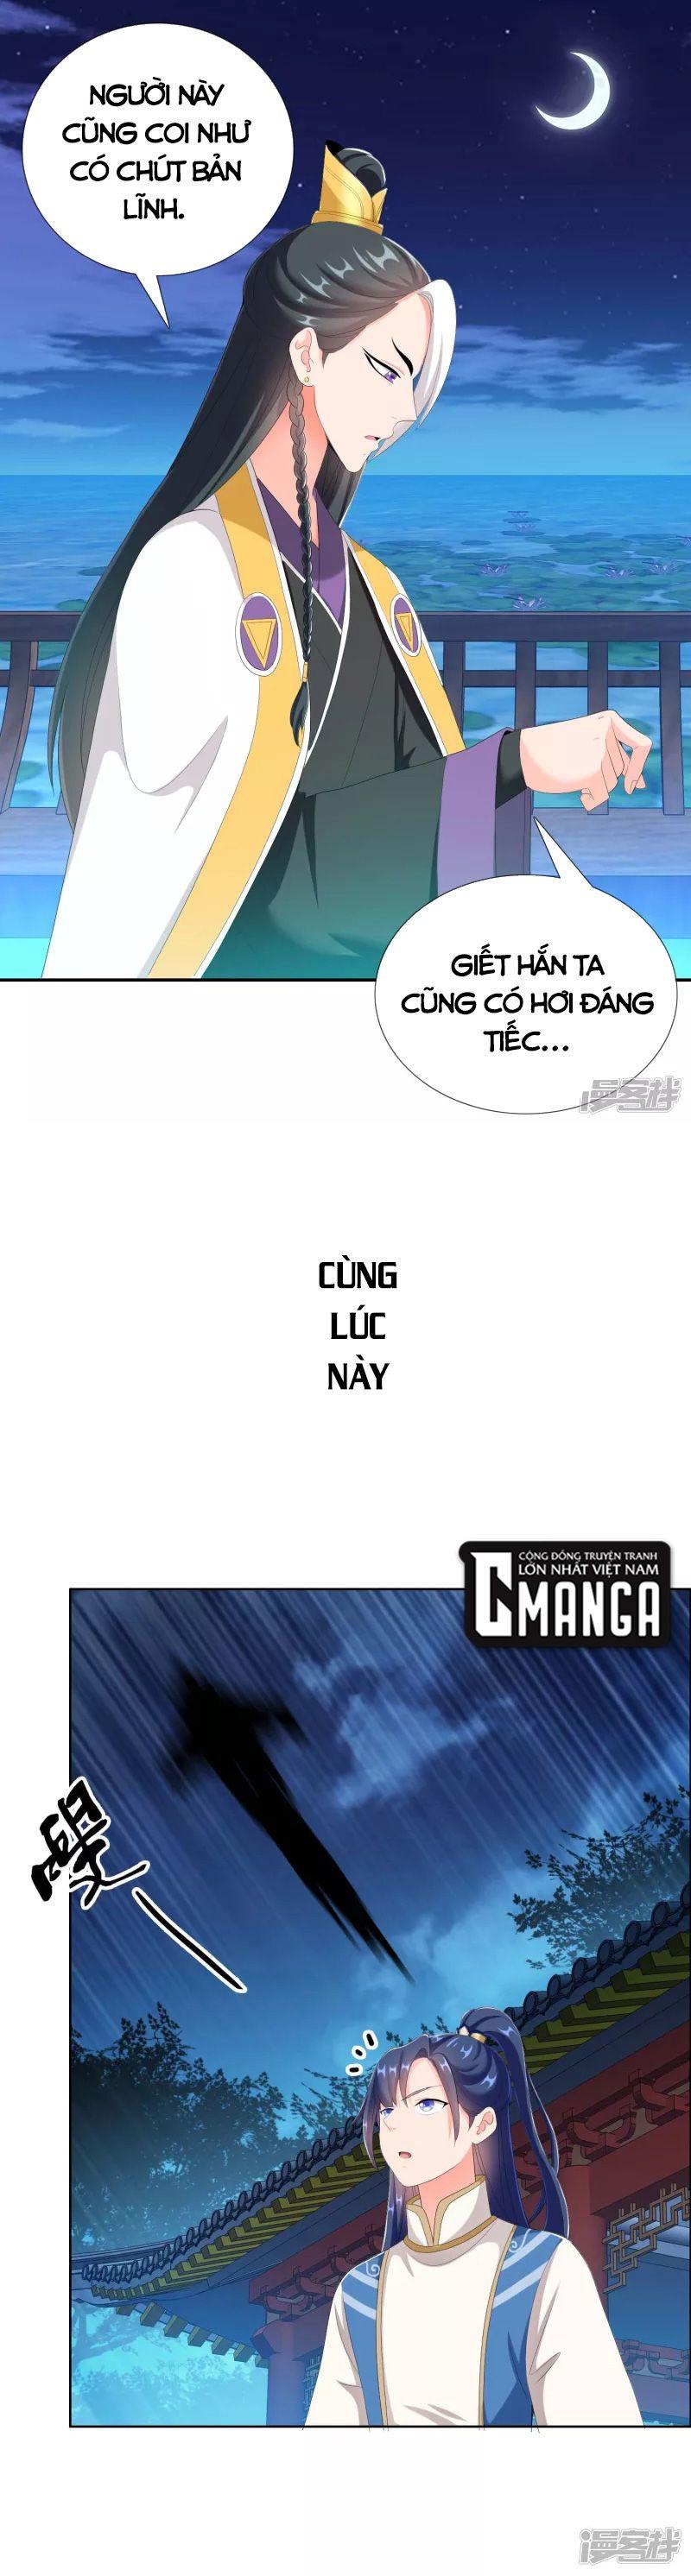 NGƯỜI NÀY
CŨNG COI NHƯ
CÓ CHÚT BẢN
LĨNH.
GIẾT HẮN TA
CŨNG CÓ HƠI ĐÁNG
TIẾC...
漫客栈
CÙNG
LÚC
NÀY
CỘNG ĐỒNG TRUYỆN TRANH
LỚN NHẤT VIỆT NAM
CMANGA
漫客栈